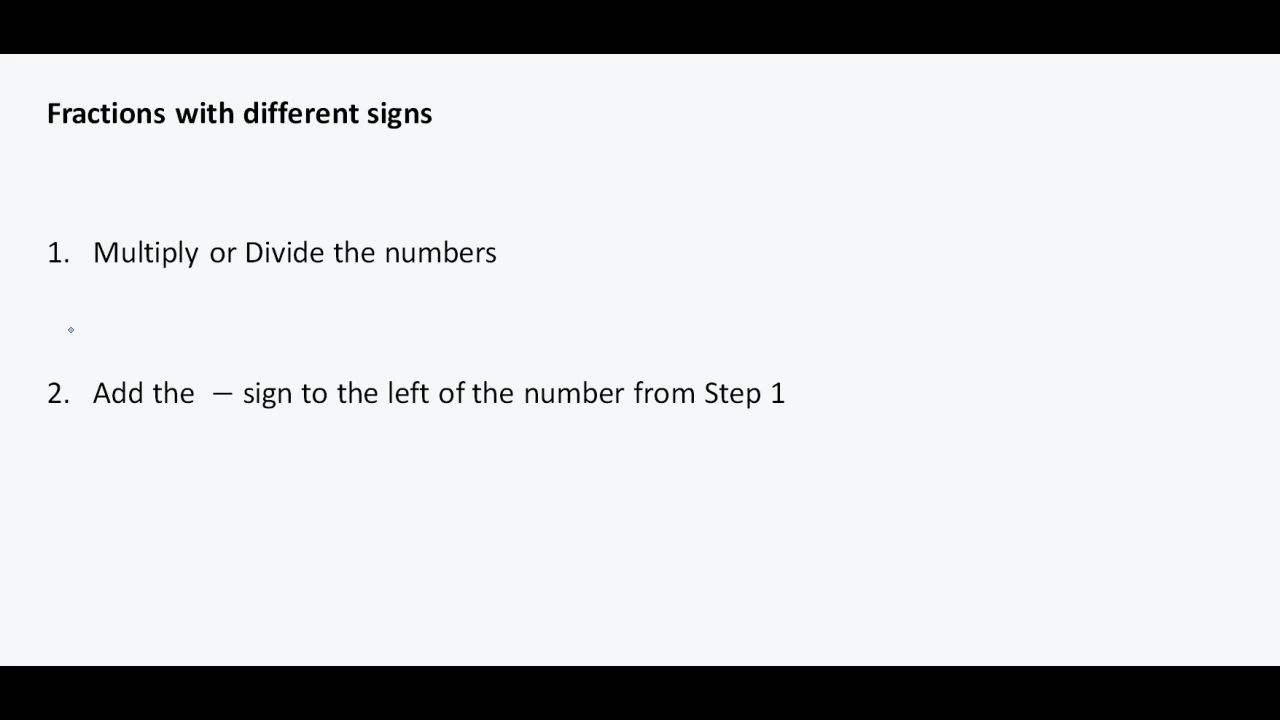 Fractions with different signs
1. Multiply or Divide the numbers
2. Add the − sign to the left of the number from Step 1